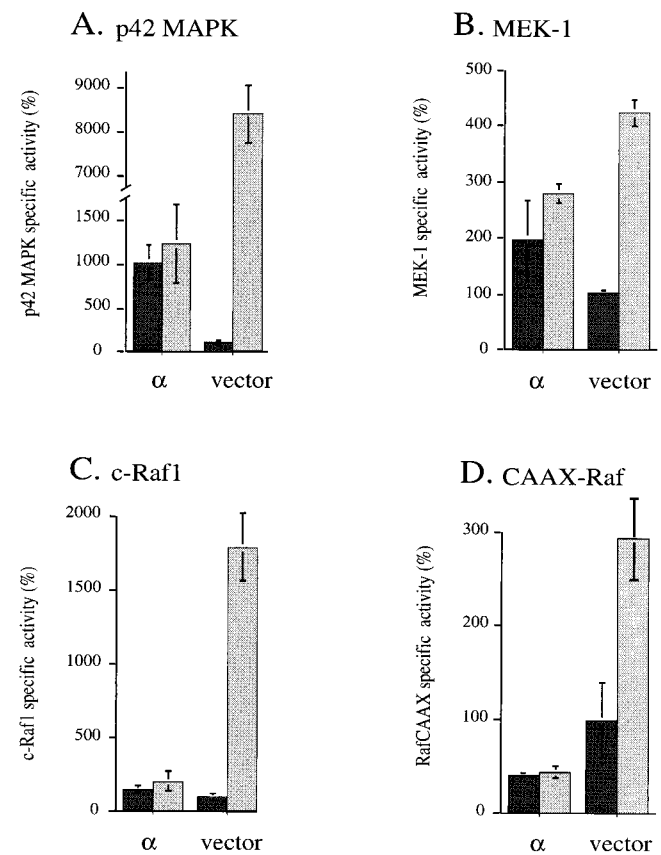 A. p42 MAPK
p42 MAPK specific activity (%)
9000
8000
7000
1500
1000
500
0
α vector
B. MEK-1
MEK-1 specific activity (%)
500
400
300
200
100
0
α vector
C. c-Raf1
c-Raf1 specific activity (%)
2000
1500
1000
500
0
α vector
D. CAAX-Raf
RafCAAX specific activity (%)
300
200
100
0
α vector